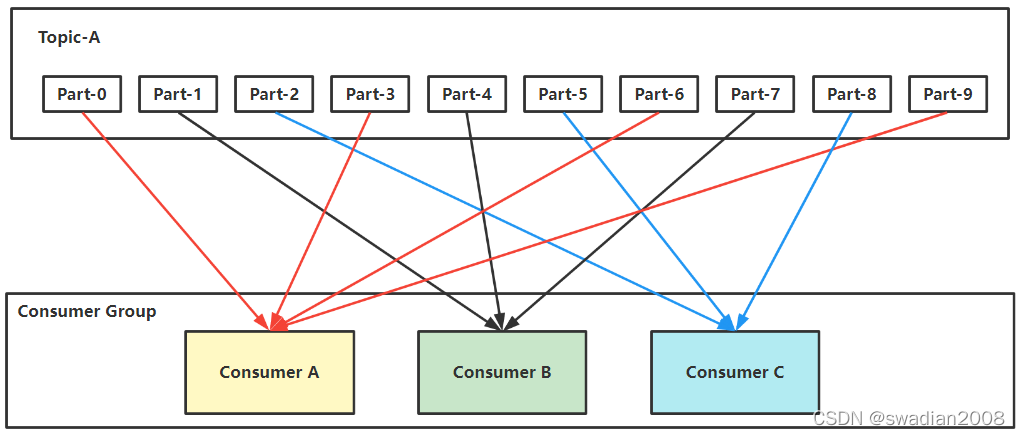 Topic-A
Part-0 Part-1 Part-2 Part-3 Part-4 Part-5 Part-6 Part-7 Part-8 Part-9
Consumer Group
Consumer A Consumer B Consumer C
CSDN @swadian2008